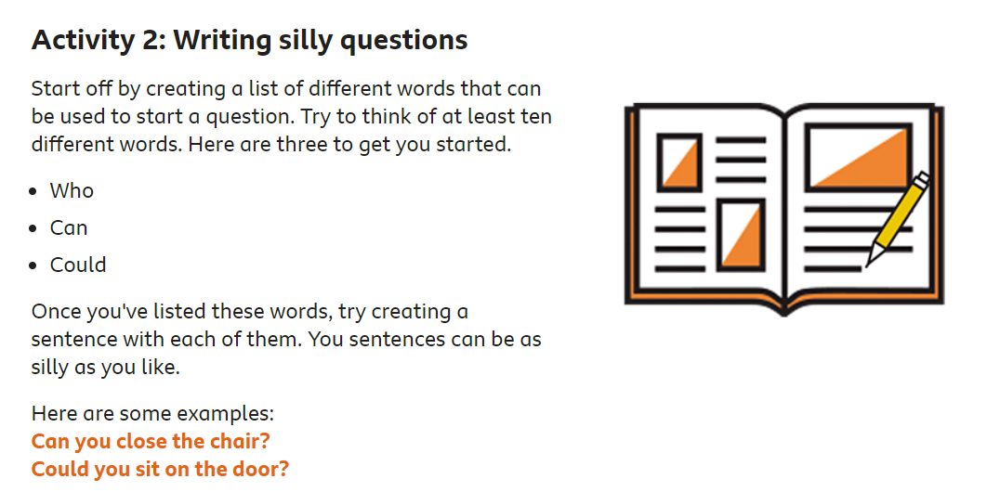 Activity 2: Writing silly questions
Start off by creating a list of different words that can
be used to start a question. Try to think of at least ten
different words. Here are three to get you started.
• Who
• Can
• Could
Once you've listed these words, try creating a
sentence with each of them. You sentences can be as
silly as you like.
Here are some examples:
Can you close the chair?
Could you sit on the door?